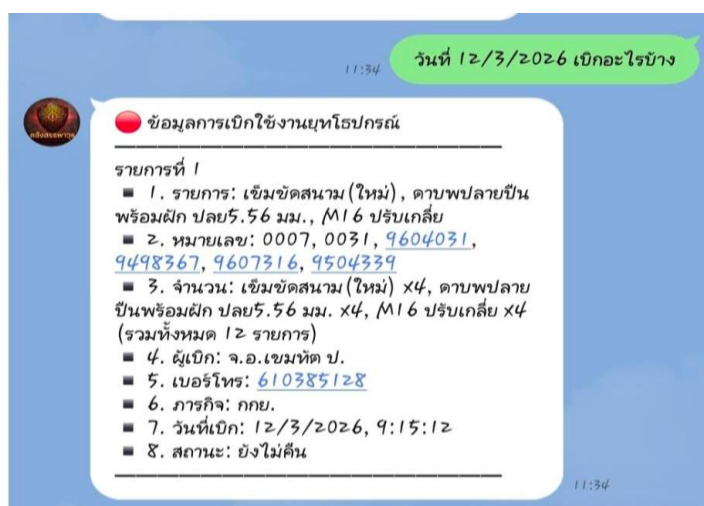 วันที่ 12/3/2026 เบิกอะไรบ้าง
11:34
คลังสรรพาวุธ
🔴 ข้อมูลการเบิกใช้งานยุทโธปกรณ์
รายการที่ 1
▪️ 1. รายการ: เข็มขัดสนาม(ใหม่), ดาบพปลายปืน
พร้อมฝัก ปลย5.56 มม., M16 ปรับเกลี่ย
▪️ 2. หมายเลข: 0007, 0031, 9604031,
9498367, 9607316, 9504339
▪️ 3. จำนวน: เข็มขัดสนาม(ใหม่) x4, ดาบพปลาย
ปืนพร้อมฝัก ปลย5.56 มม. x4, M16 ปรับเกลี่ย x4
(รวมทั้งหมด 12 รายการ)
▪️ 4. ผู้เบิก: จ.อ.เขมทัต ป.
▪️ 5. เบอร์โทร: 610385128
▪️ 6. ภารกิจ: กกย.
▪️ 7. วันที่เบิก: 12/3/2026, 9:15:12
▪️ 8. สถานะ: ยังไม่คืน
11:34